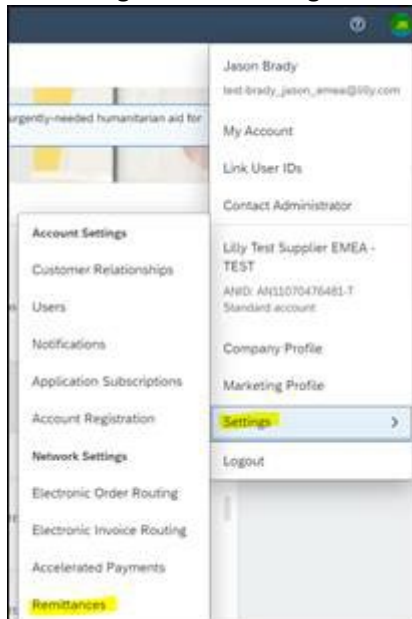 Jason Brady
test-brady_jason_emea@lilly.com
urgently-needed humanitarian aid for
My Account
Link User IDs
Contact Administrator
Lilly Test Supplier EMEA -
TEST
ANID: AN11070476481-T
Standard account
Company Profile
Marketing Profile
Settings
Logout
Account Settings
Customer Relationships
Users
Notifications
Application Subscriptions
Account Registration
Network Settings
Electronic Order Routing
Electronic Invoice Routing
Accelerated Payments
Remittances